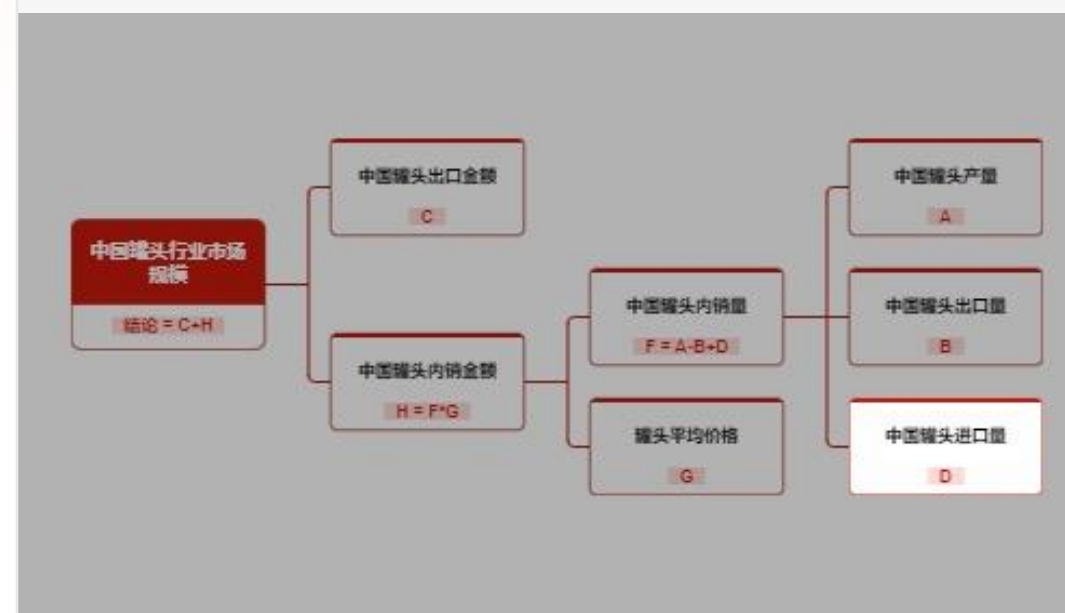 中国罐头行业市场
规模
结论 = C+H
中国罐头出口金额
C
中国罐头内销金额
H = F*G
中国罐头内销量
F = A-B+D
罐头平均价格
G
中国罐头产量
A
中国罐头出口量
B
中国罐头进口量
D